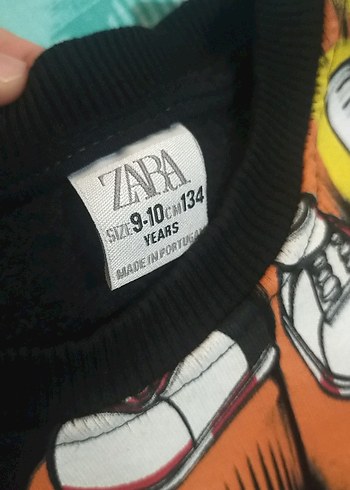 ZARA
SIZE 9-10 CM 134
YEARS
MADE IN PORTUGAL